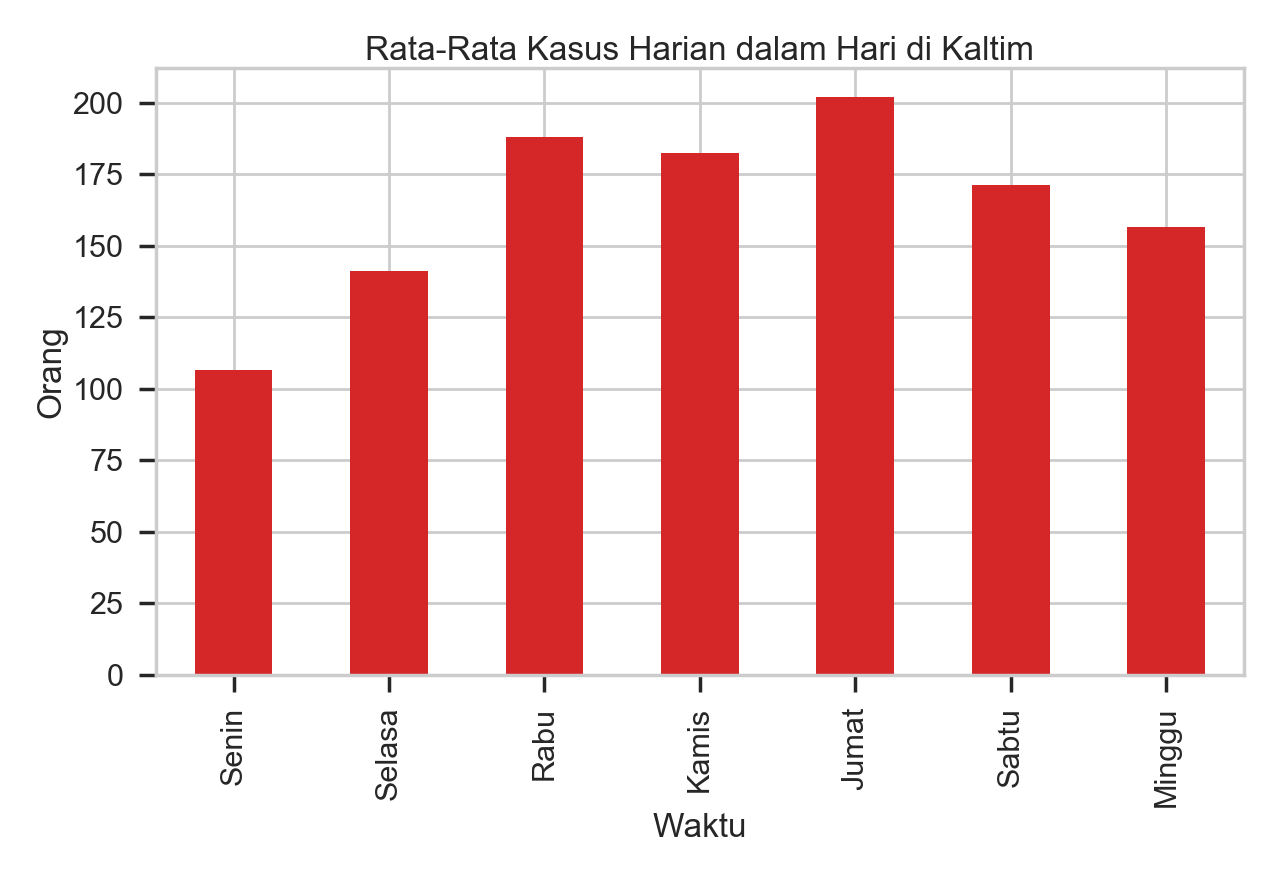 Rata-Rata Kasus Harian dalam Hari di Kaltim
Orang
200
175
150
125
100
75
50
25
0
Senin
Selasa
Rabu
Kamis
Jumat
Sabtu
Minggu
Waktu